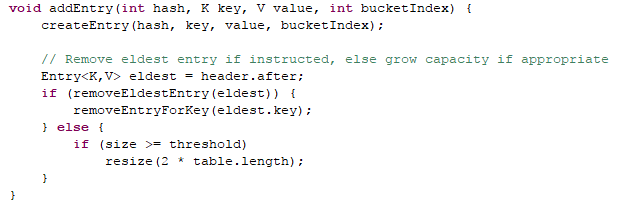 void addEntry(int hash, K key, V value, int bucketIndex) {
    createEntry(hash, key, value, bucketIndex);

    // Remove eldest entry if instructed, else grow capacity if appropriate
    Entry<K,V> eldest = header.after;
    if (removeEldestEntry(eldest)) {
        removeEntryForKey(eldest.key);
    } else {
        if (size >= threshold)
            resize(2 * table.length);
    }
}